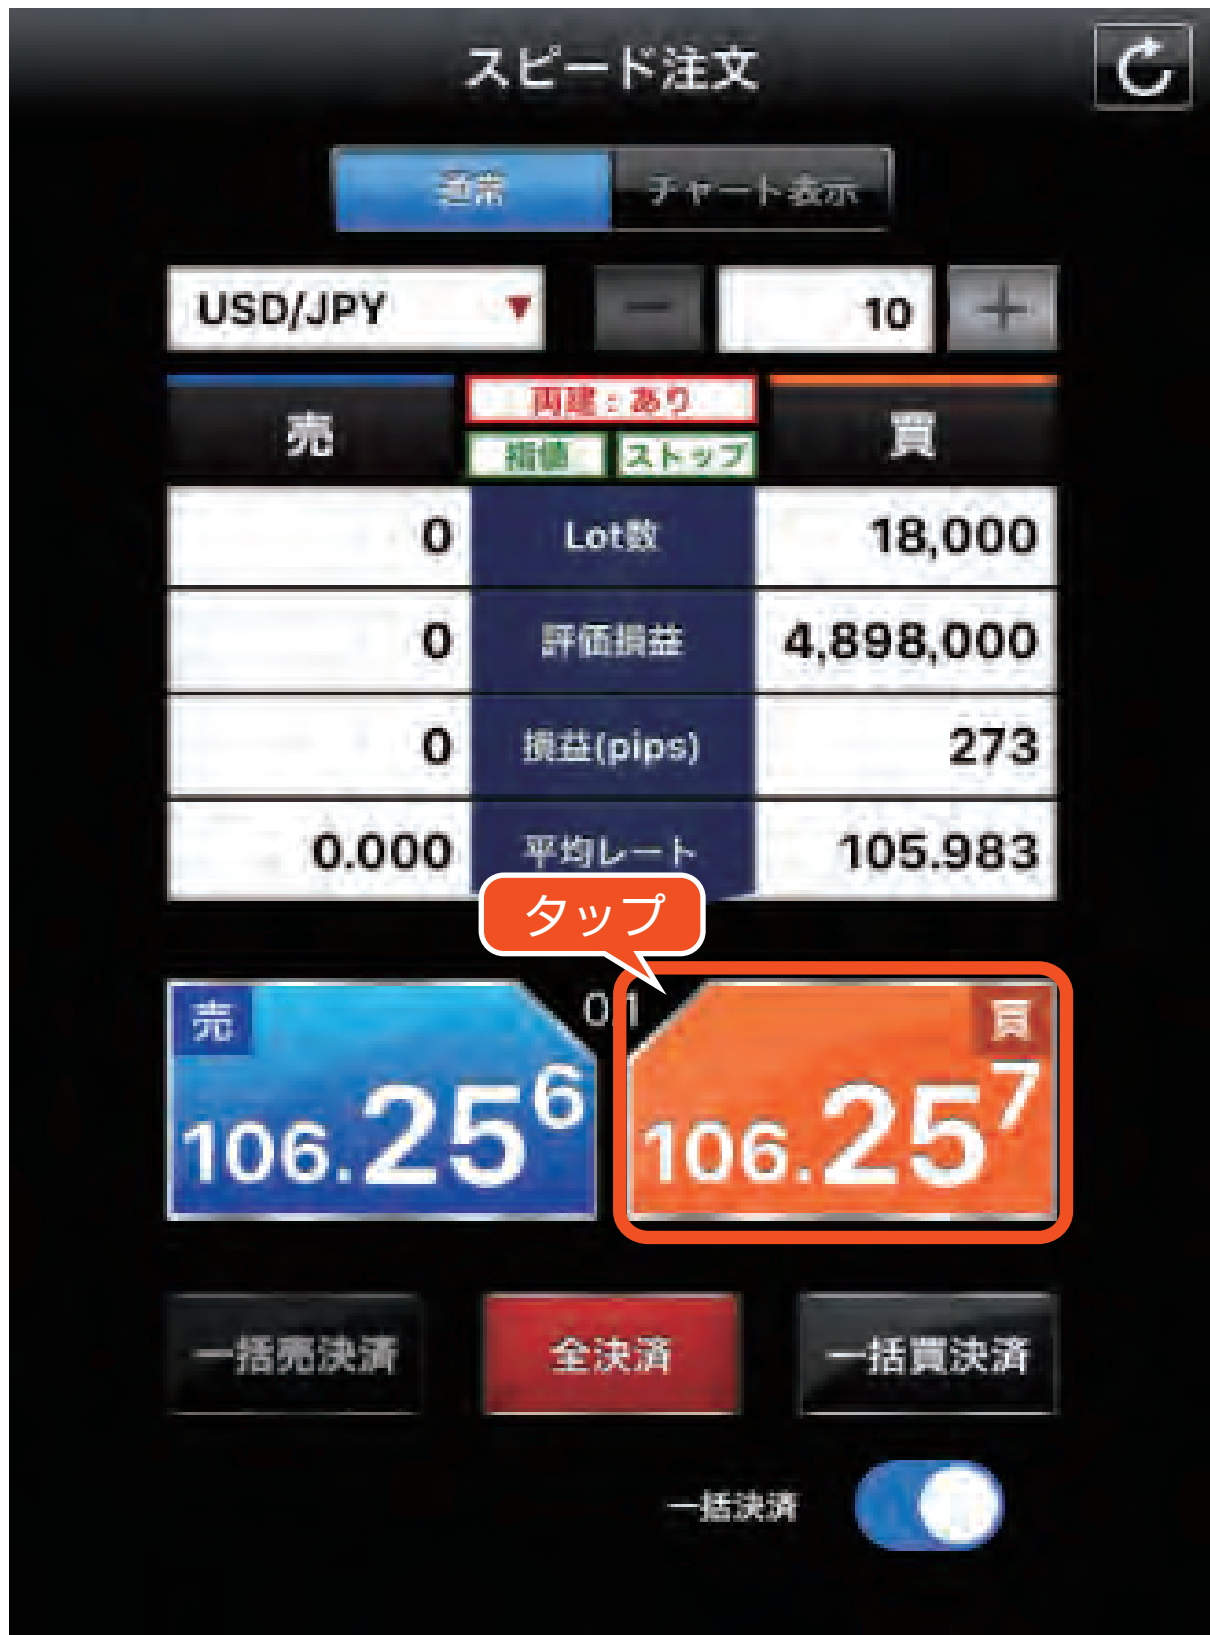 スピード注文
通常 チャート表示
USD/JPY ▼ − 10 +
両建：あり
売 買
指値 ストップ
0 Lot数 18,000
0 評価損益 4,898,000
0 損益(pips) 273
0.000 平均レート 105.983
タップ
売 0.1 買
106.256 106.257
一括売決済 全決済 一括買決済
一括決済